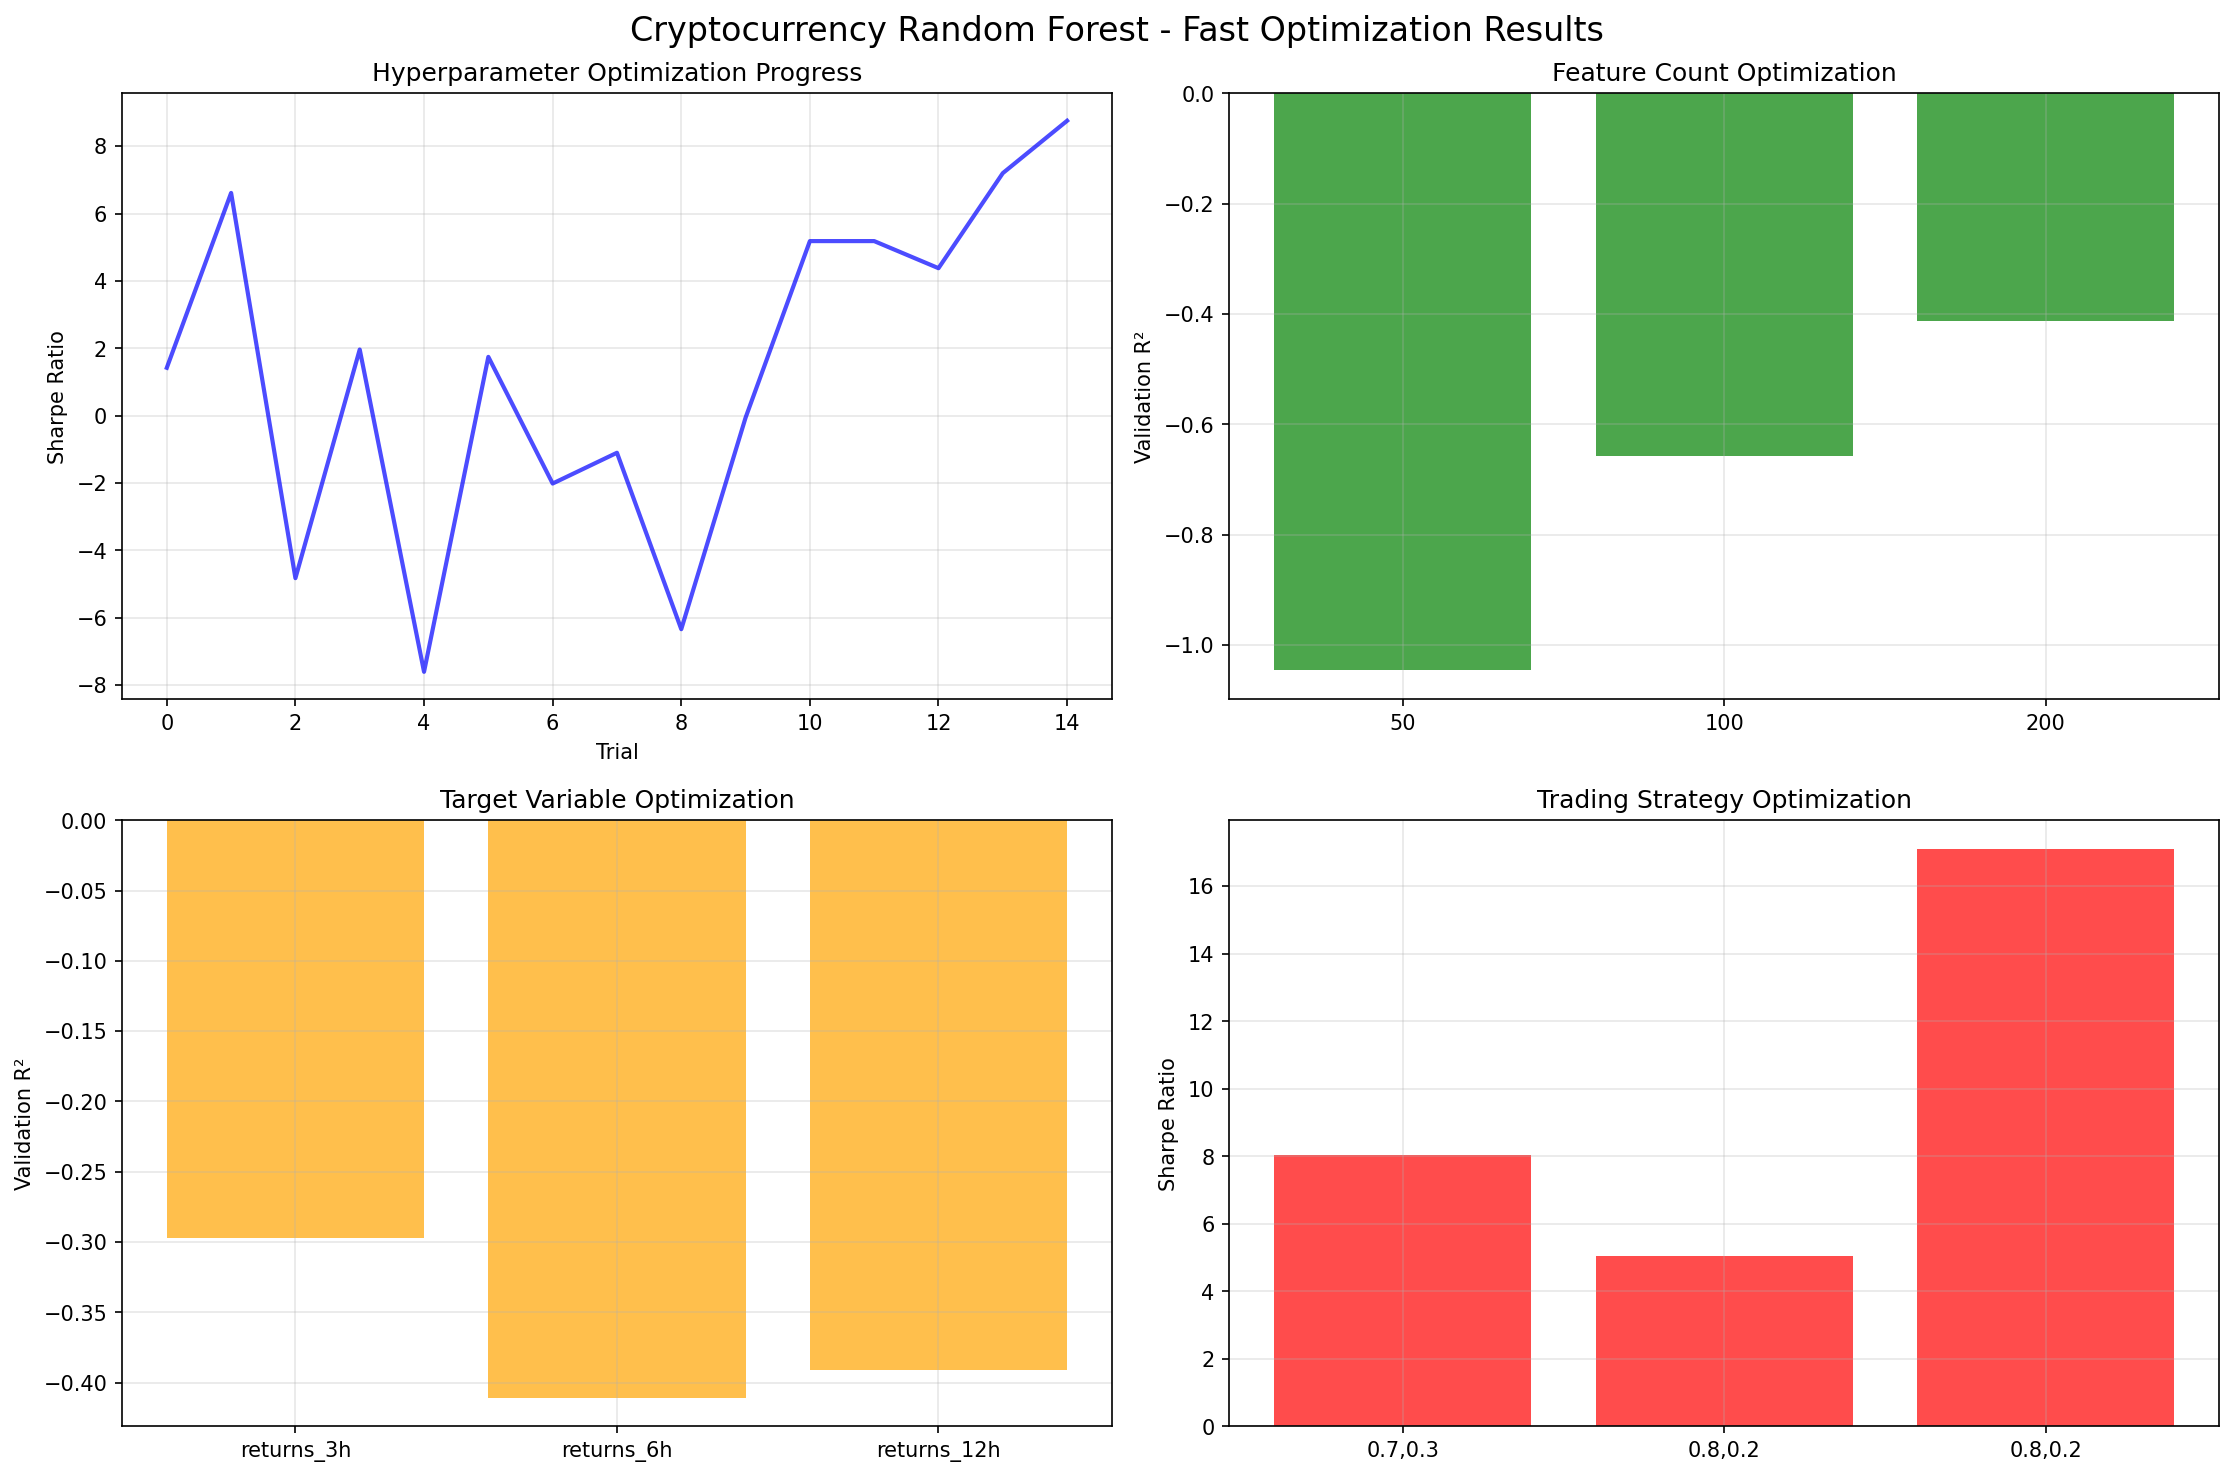 Cryptocurrency Random Forest - Fast Optimization Results
Hyperparameter Optimization Progress
Sharpe Ratio
8
6
4
2
0
−2
−4
−6
−8
0 2 4 6 8 10 12 14
Trial
Feature Count Optimization
Validation R²
0.0
−0.2
−0.4
−0.6
−0.8
−1.0
50 100 200
Target Variable Optimization
Validation R²
0.00
−0.05
−0.10
−0.15
−0.20
−0.25
−0.30
−0.35
−0.40
returns_3h returns_6h returns_12h
Trading Strategy Optimization
Sharpe Ratio
16
14
12
10
8
6
4
2
0
0.7,0.3 0.8,0.2 0.8,0.2